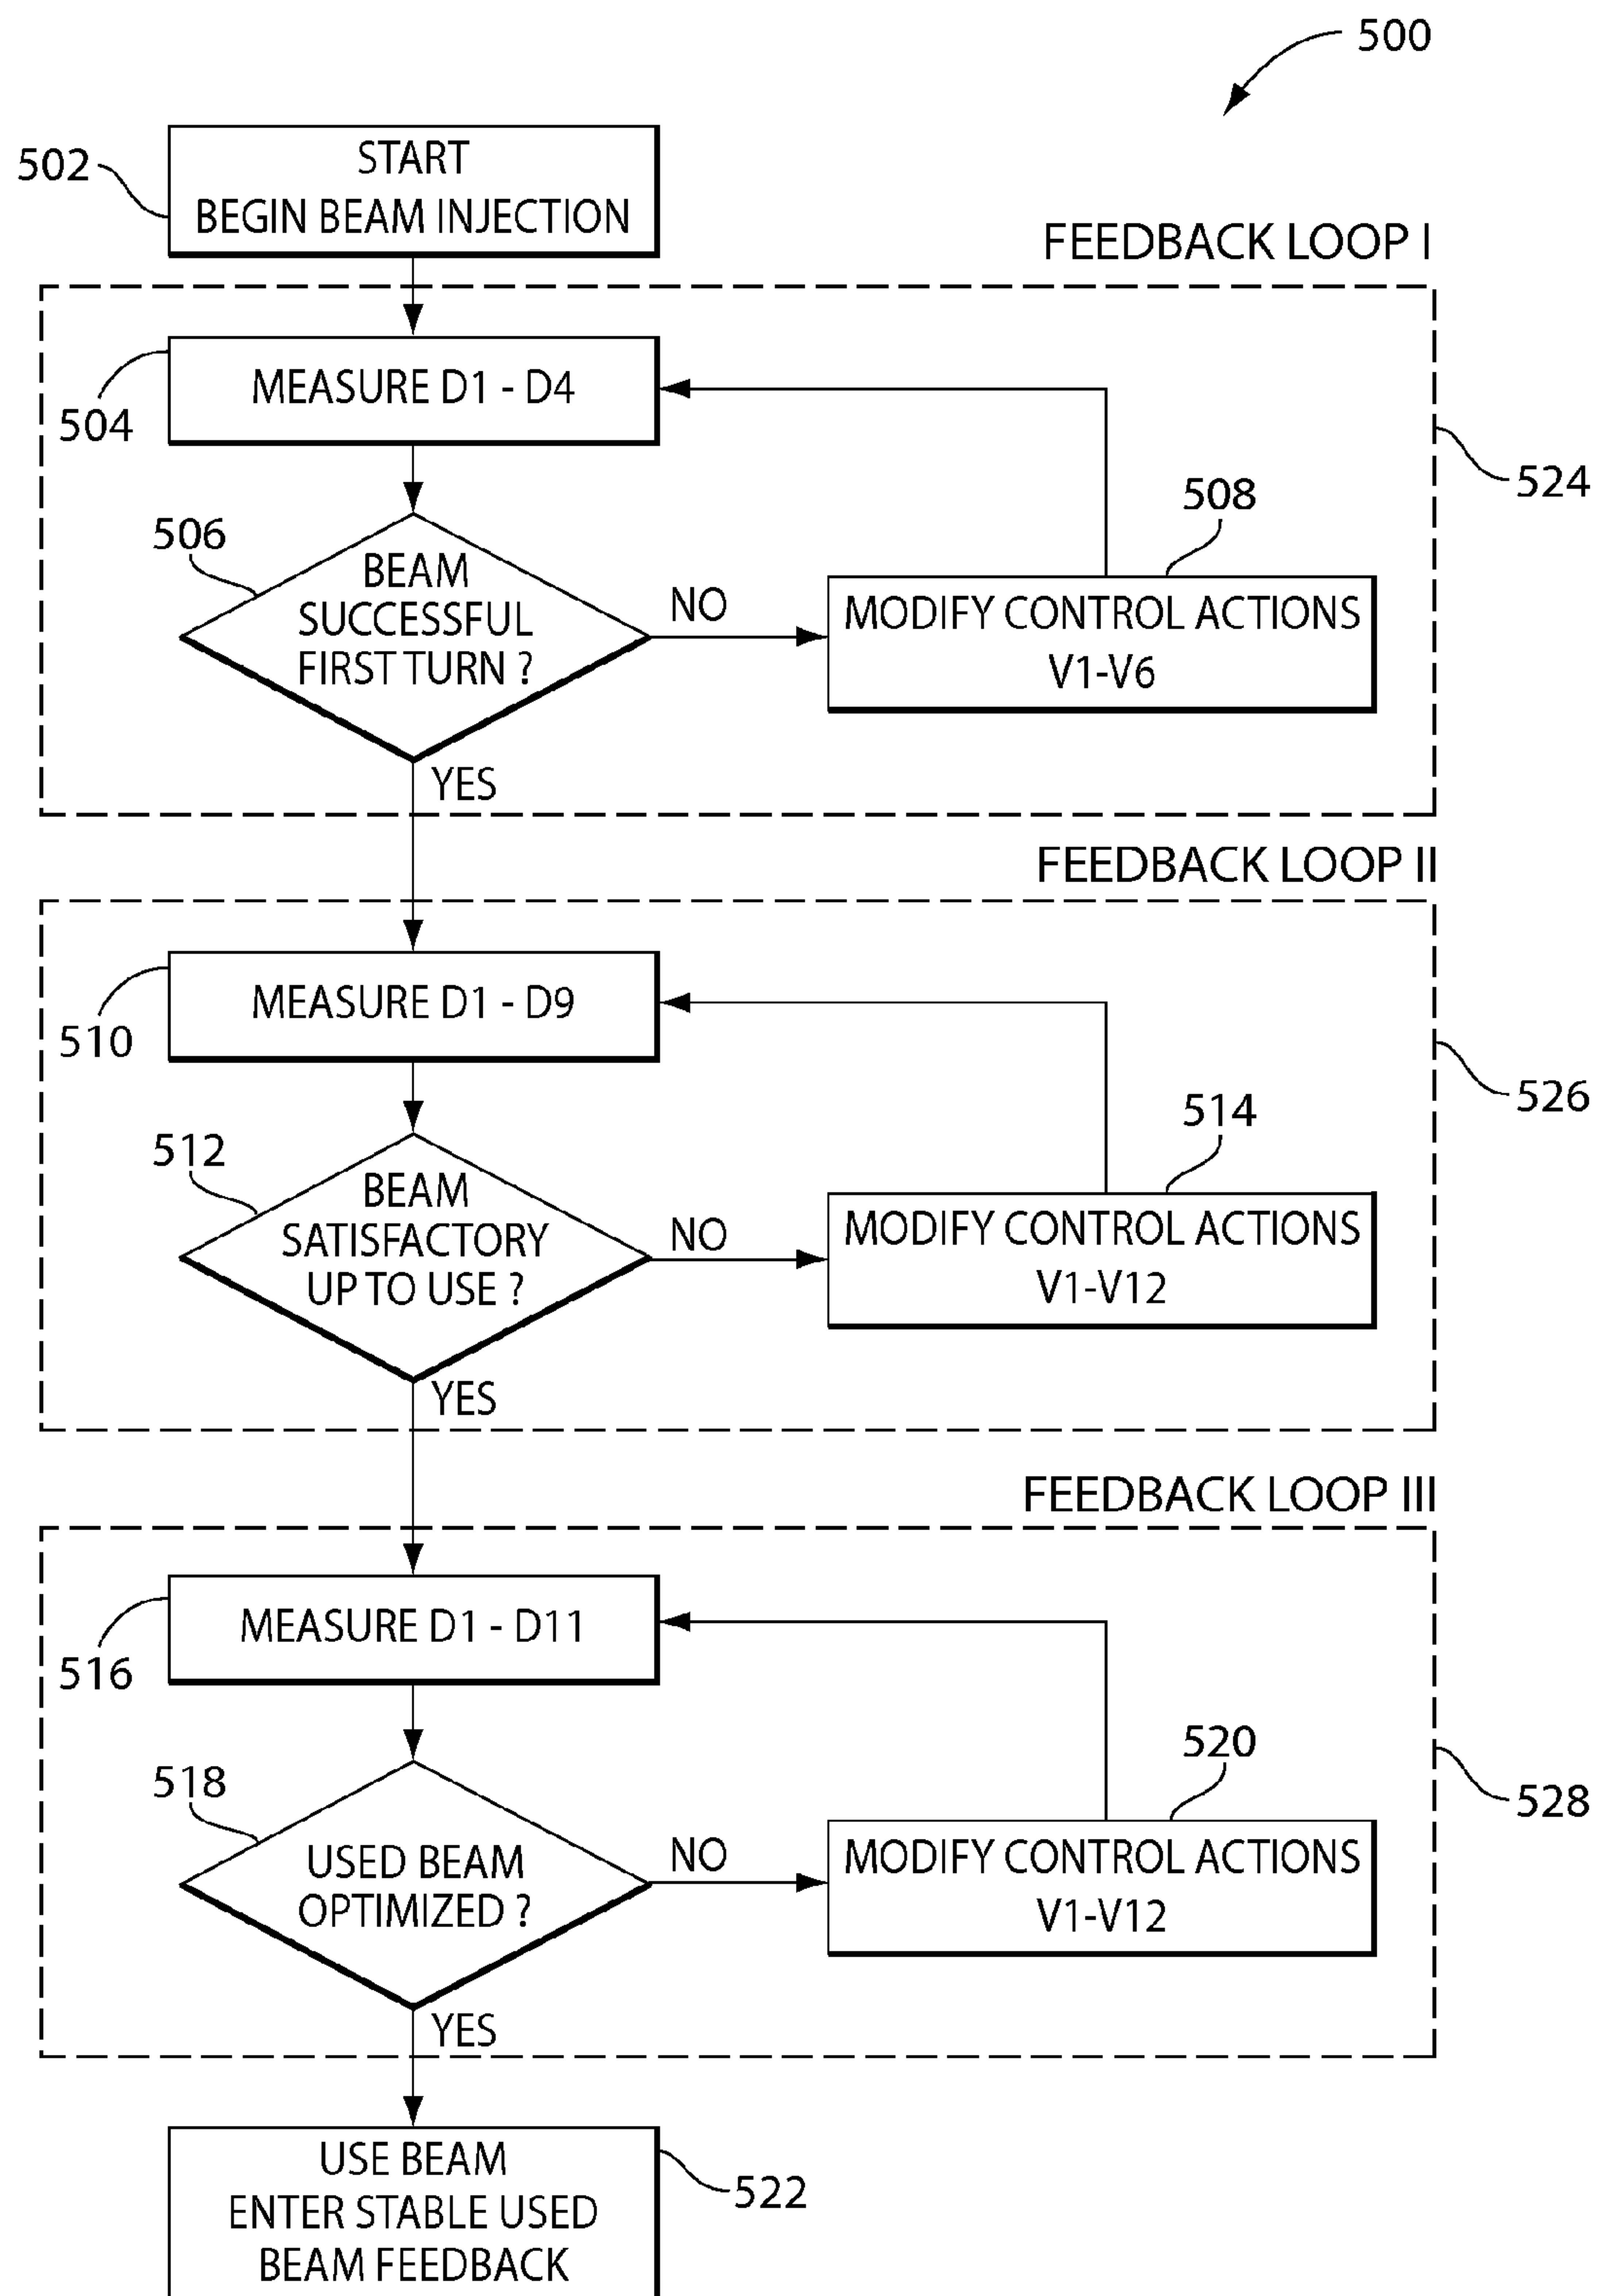 500
START
502
BEGIN BEAM INJECTION
FEEDBACK LOOP I
MEASURE D1 - D4
504
524
508
506
BEAM
SUCCESSFUL
FIRST TURN ?
NO
MODIFY CONTROL ACTIONS
V1-V6
YES
FEEDBACK LOOP II
MEASURE D1 - D9
510
526
514
512
BEAM
SATISFACTORY
UP TO USE ?
NO
MODIFY CONTROL ACTIONS
V1-V12
YES
FEEDBACK LOOP III
MEASURE D1 - D11
516
520
518
528
USED BEAM
OPTIMIZED ?
NO
MODIFY CONTROL ACTIONS
V1-V12
YES
USE BEAM
ENTER STABLE USED
BEAM FEEDBACK
522